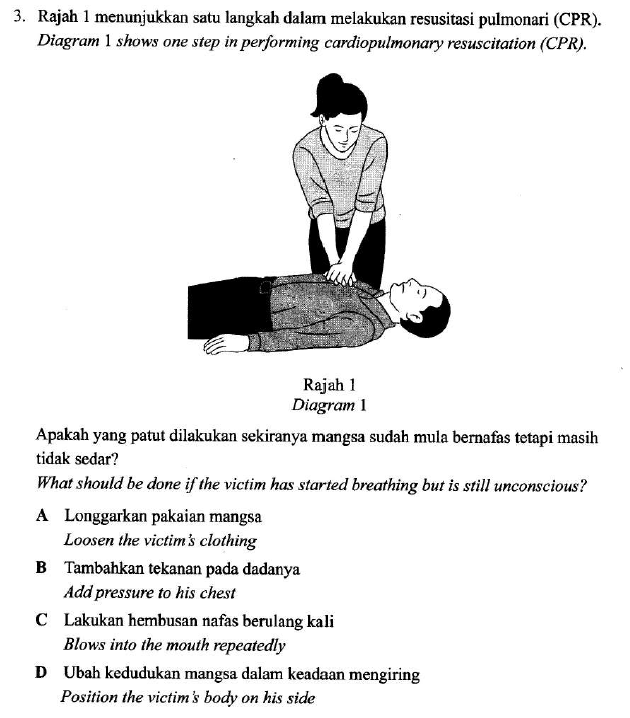 3. Rajah 1 menunjukkan satu langkah dalam melakukan resusitasi pulmonari (CPR).
Diagram 1 shows one step in performing cardiopulmonary resuscitation (CPR).
Rajah 1
Diagram 1
Apakah yang patut dilakukan sekiranya mangsa sudah mula bernafas tetapi masih
tidak sedar?
What should be done if the victim has started breathing but is still unconscious?
A Longgarkan pakaian mangsa
Loosen the victim's clothing
B Tambahkan tekanan pada dadanya
Add pressure to his chest
C Lakukan hembusan nafas berulang kali
Blows into the mouth repeatedly
D Ubah kedudukan mangsa dalam keadaan mengiring
Position the victim's body on his side